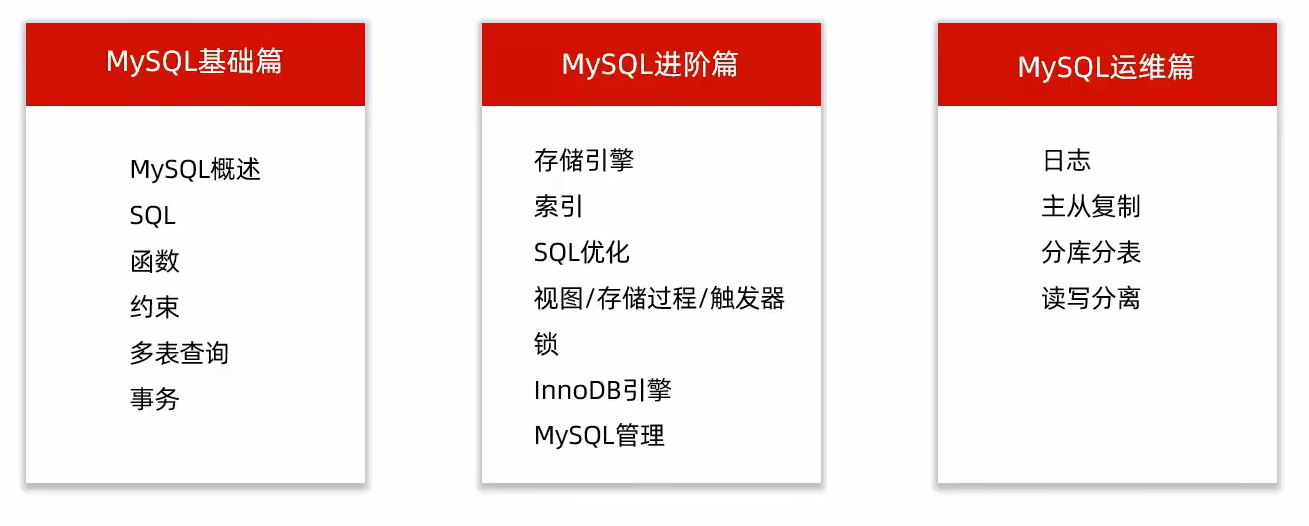 MySQL基础篇
MySQL概述
SQL
函数
约束
多表查询
事务
MySQL进阶篇
存储引擎
索引
SQL优化
视图/存储过程/触发器
锁
InnoDB引擎
MySQL管理
MySQL运维篇
日志
主从复制
分库分表
读写分离